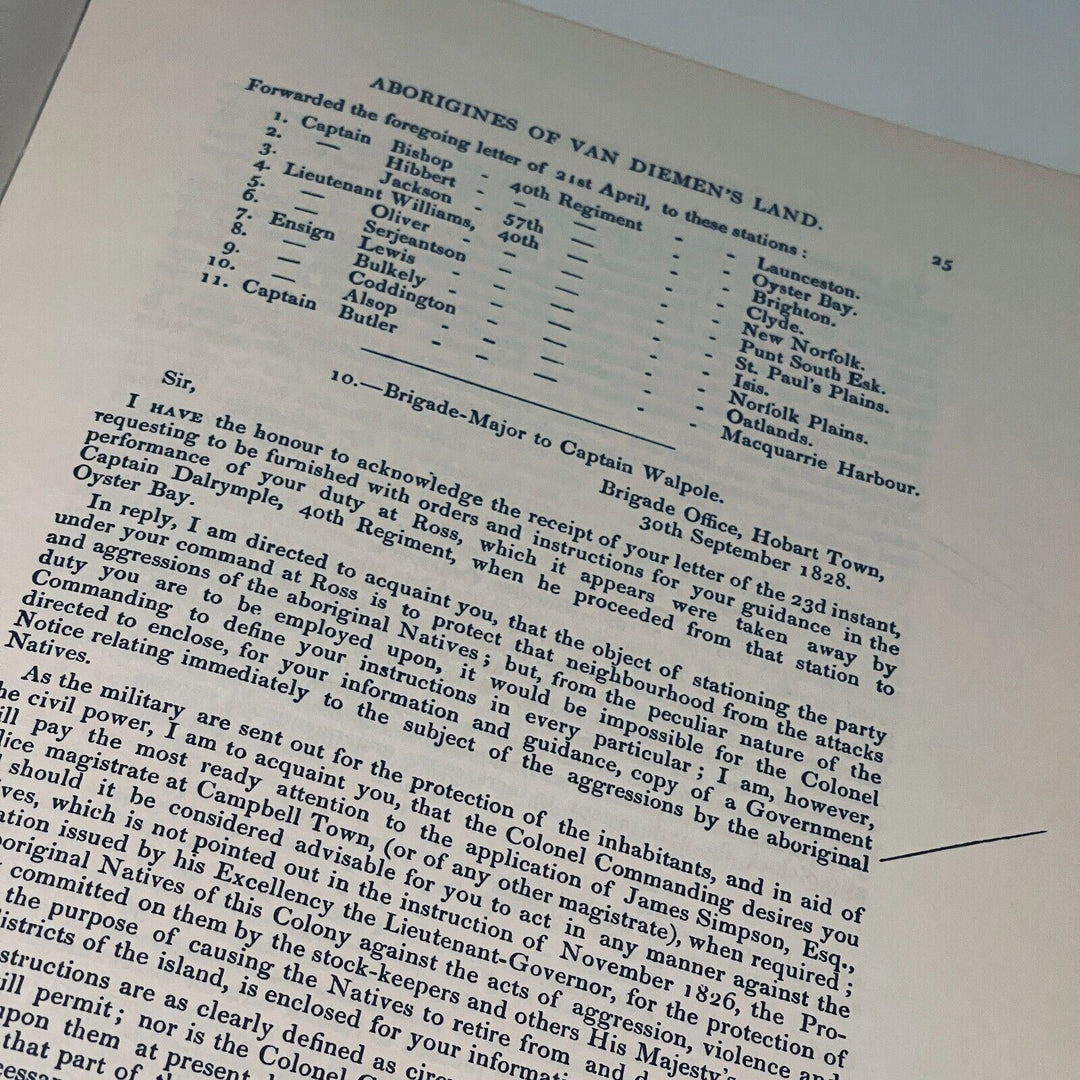 ABORIGINES OF VAN DIEMEN'S LAND. 25
Forwarded the foregoing letter of 21st April, to these stations :
1. Captain Bishop - 40th Regiment - - Launceston.
2. — Hibbert - — — - - Oyster Bay.
3. — Jackson - 57th — - - Brighton.
4. Lieutenant Williams, 40th — - - Clyde.
5. — Oliver - — — - - New Norfolk.
6. — Serjeantson - — — - - Punt South Esk.
7. Ensign Lewis - — — - - St. Paul's Plains.
8. — Bulkely - — — - - Isis.
9. — Coddington - — — - - Norfolk Plains.
10. — Alsop - — — - - Oatlands.
11. Captain Butler - - — - - Macquarrie Harbour.
10.—Brigade-Major to Captain Walpole.
Brigade Office, Hobart Town,
30th September 1828.
Sir,
I HAVE the honour to acknowledge the receipt of your letter of the 23d instant,
requesting to be furnished with orders and instructions for your guidance in the
performance of your duty at Ross, which it appears were taken away by
Captain Dalrymple, 40th Regiment, when he proceeded from that station to
Oyster Bay.
In reply, I am directed to acquaint you, that the object of stationing the party
under your command at Ross is to protect that neighbourhood from the attacks
and aggressions of the aboriginal Natives ; but, from the peculiar nature of the
duty you are to be employed upon, it would be impossible for the Colonel
Commanding to define your instructions in every particular ; I am, however,
directed to enclose, for your information and guidance, copy of a Government
Notice relating immediately to the subject of the aggressions by the aboriginal
Natives.
As the military are sent out for the protection of the inhabitants, and in aid of
he civil power, I am to acquaint you, that the Colonel Commanding desires you
ill pay the most ready attention to the application of James Simpson, Esq.,
lice magistrate at Campbell Town, (or of any other magistrate), when required ;
should it be considered advisable for you to act in any manner against the
ves, which is not pointed out in the instruction of November 1826, the Pro-
ation issued by his Excellency the Lieutenant-Governor, for the protection of
original Natives of this Colony against the acts of aggression, violence and
committed on them by the stock-keepers and others His Majesty's
the purpose of causing the Natives to retire from and
istricts of the island, is enclosed for your informati
structions are as clearly defined as circ
ill permit ; nor is the Colonel
upon them at present
that part of